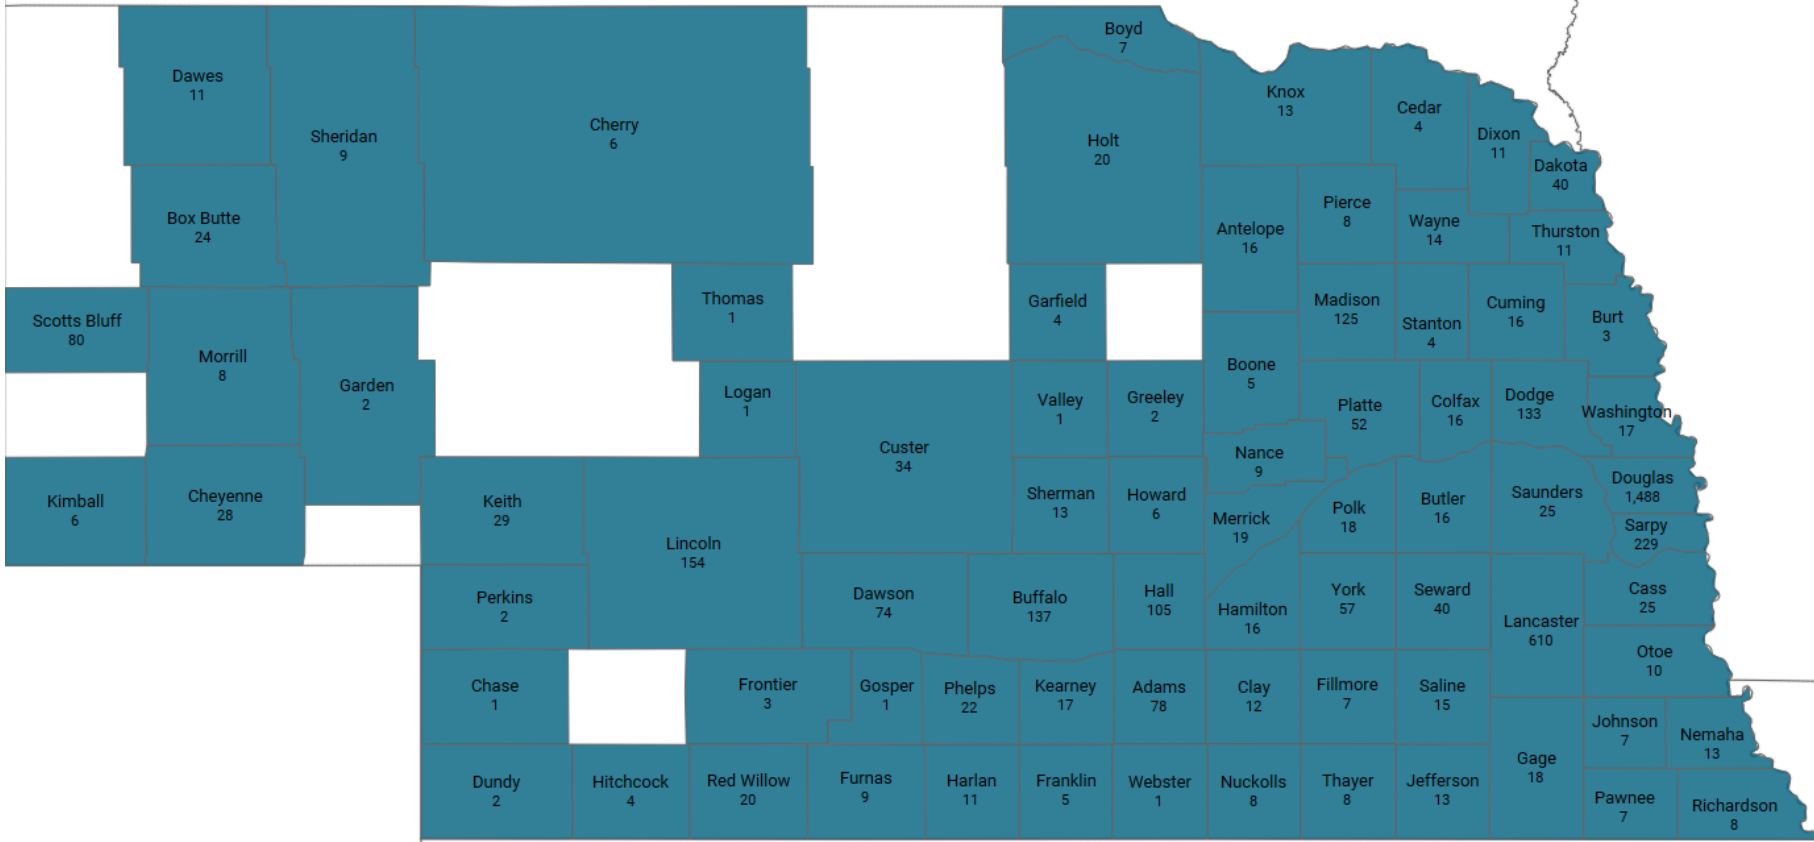 Boyd
7
Dawes
11
Sheridan
9
Cherry
6
Holt
20
Knox
13
Cedar
4
Dixon
11
Dakota
40
Box Butte
24
Antelope
16
Pierce
8
Wayne
14
Thurston
11
Scotts Bluff
80
Morrill
8
Garden
2
Thomas
1
Garfield
4
Madison
125
Stanton
4
Cuming
16
Burt
3
Logan
1
Custer
34
Valley
1
Greeley
2
Boone
5
Platte
52
Colfax
16
Dodge
133
Washington
17
Nance
9
Kimball
6
Cheyenne
28
Keith
29
Lincoln
154
Sherman
13
Howard
6
Merrick
19
Polk
18
Butler
16
Saunders
25
Douglas
1,488
Sarpy
229
Perkins
2
Dawson
74
Buffalo
137
Hall
105
Hamilton
16
York
57
Seward
40
Lancaster
610
Cass
25
Otoe
10
Chase
1
Frontier
3
Gosper
1
Phelps
22
Kearney
17
Adams
78
Clay
12
Fillmore
7
Saline
15
Johnson
7
Nemaha
13
Gage
18
Dundy
2
Hitchcock
4
Red Willow
20
Furnas
9
Harlan
11
Franklin
5
Webster
1
Nuckolls
8
Thayer
8
Jefferson
13
Pawnee
7
Richardson
8